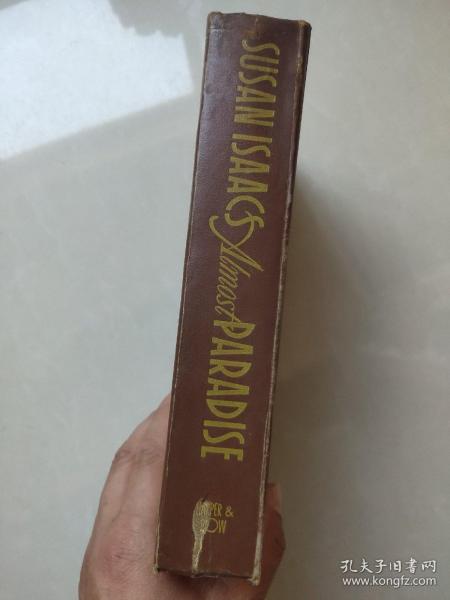 SUSAN ISAACS
Almost PARADISE
HARPER &
ROW
孔夫子旧书网
www.kongfz.com